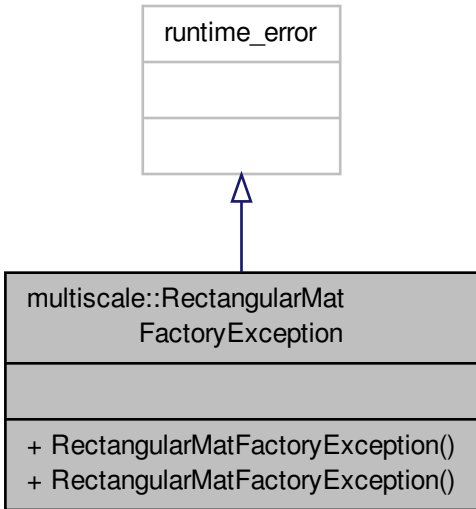 runtime_error
multiscale::RectangularMat
FactoryException
+ RectangularMatFactoryException()
+ RectangularMatFactoryException()